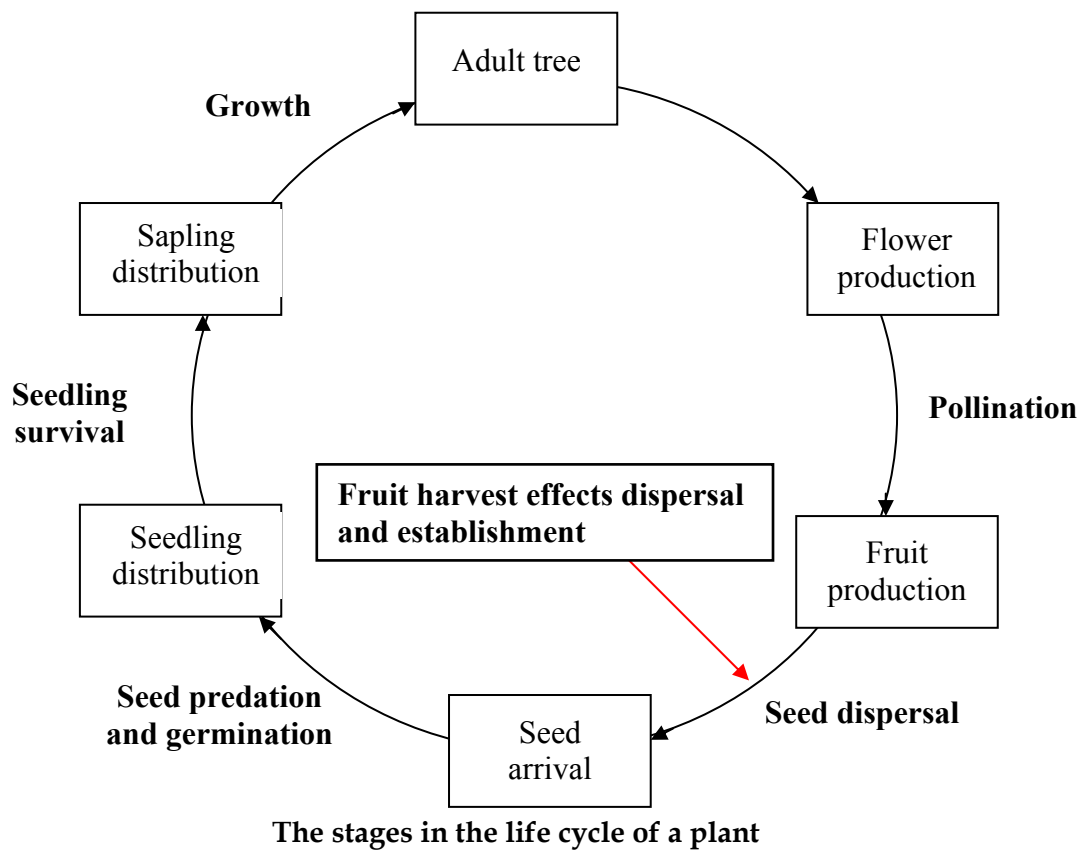 Adult tree
Growth
Sapling
distribution
Flower
production
Seedling
survival
Pollination
Fruit harvest effects dispersal
and establishment
Seedling
distribution
Fruit
production
Seed predation
and germination
Seed dispersal
Seed
arrival
The stages in the life cycle of a plant